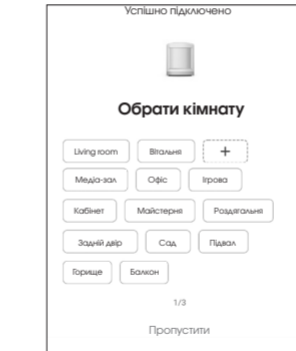 Успішно підключено
Обрати кімнату
Living room Вітальня +
Медіа-зал Офіс Ігрова
Кабінет Майстерня Роздягальня
Задній двір Сад Підвал
Горище Балкон
1/3
Пропустити